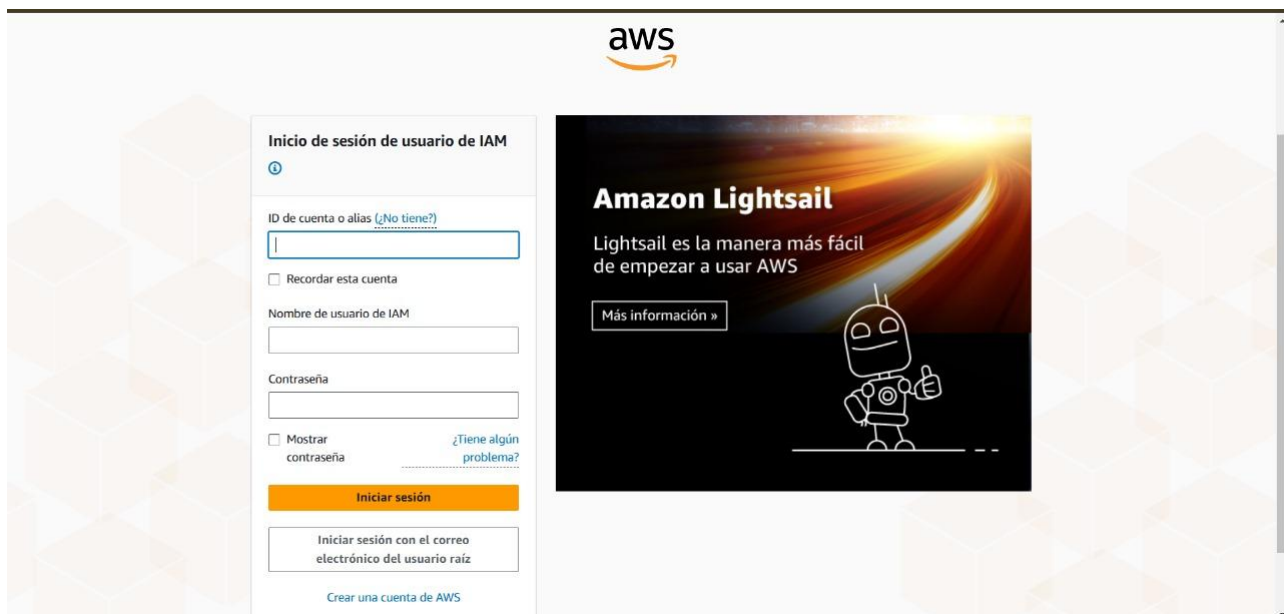 aws
Inicio de sesión de usuario de IAM
ID de cuenta o alias (¿No tiene?)
Recordar esta cuenta
Nombre de usuario de IAM
Contraseña
Mostrar
contraseña
¿Tiene algún
problema?
Iniciar sesión
Iniciar sesión con el correo
electrónico del usuario raíz
Crear una cuenta de AWS
Amazon Lightsail
Lightsail es la manera más fácil
de empezar a usar AWS
Más información »